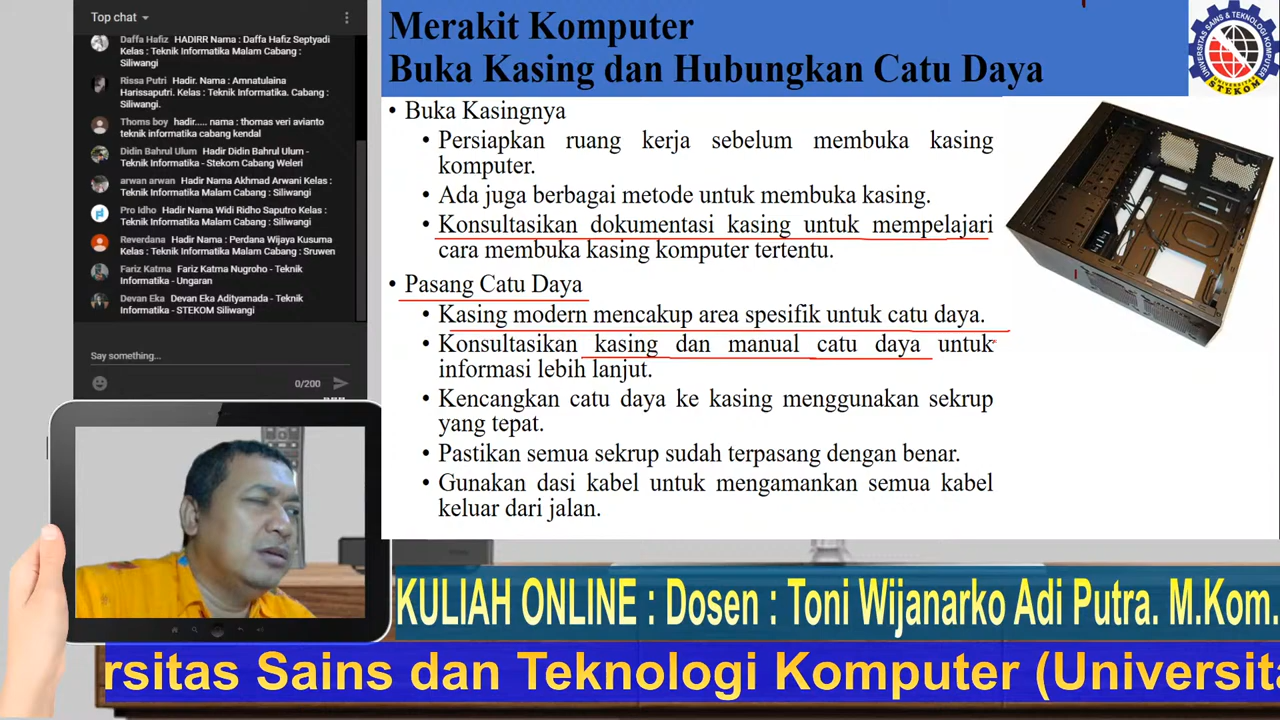 Top chat
Daffa Hafiz HADIRR Nama : Daffa Hafiz Septyadi
Kelas : Teknik Informatika Malam Cabang :
Siliwangi
Rissa Putri Hadir. Nama : Amnatulaina
Harissaputri. Kelas : Teknik Informatika. Cabang :
Siliwangi.
Thoms boy hadir..... nama : thomas veri avianto
teknik informatika cabang kendal
Didin Bahrul Ulum Hadir Didin Bahrul Ulum -
Teknik Informatika - Stekom Cabang Weleri
arwan arwan Hadir Nama Akhmad Arwani Kelas :
Teknik Informatika Malam Cabang : Siliwangi
Pro Idho Hadir Nama Widi Ridho Saputro Kelas :
Teknik Informatika Malam Cabang : Siliwangi
Reverdana Hadir Nama : Perdana Wijaya Kusuma
Kelas : Teknik Informatika Malam Cabang : Sruwen
Fariz Katma Fariz Katma Nugroho - Teknik
Informatika - Ungaran
Devan Eka Devan Eka Adityamada - Teknik
Informatika - STEKOM Siliwangi
Say something...
0/200
Merakit Komputer
Buka Kasing dan Hubungkan Catu Daya
UNIVERSITAS SAINS & TEKNOLOGI KOMPUTER
UNIVERSITAS
STEKOM
• Buka Kasingnya
• Persiapkan ruang kerja sebelum membuka kasing
komputer.
• Ada juga berbagai metode untuk membuka kasing.
• Konsultasikan dokumentasi kasing untuk mempelajari
cara membuka kasing komputer tertentu.
• Pasang Catu Daya
• Kasing modern mencakup area spesifik untuk catu daya.
• Konsultasikan kasing dan manual catu daya untuk
informasi lebih lanjut.
• Kencangkan catu daya ke kasing menggunakan sekrup
yang tepat.
• Pastikan semua sekrup sudah terpasang dengan benar.
• Gunakan dasi kabel untuk mengamankan semua kabel
keluar dari jalan.
KULIAH ONLINE : Dosen : Toni Wijanarko Adi Putra. M.Kom.
rsitas Sains dan Teknologi Komputer (Universita